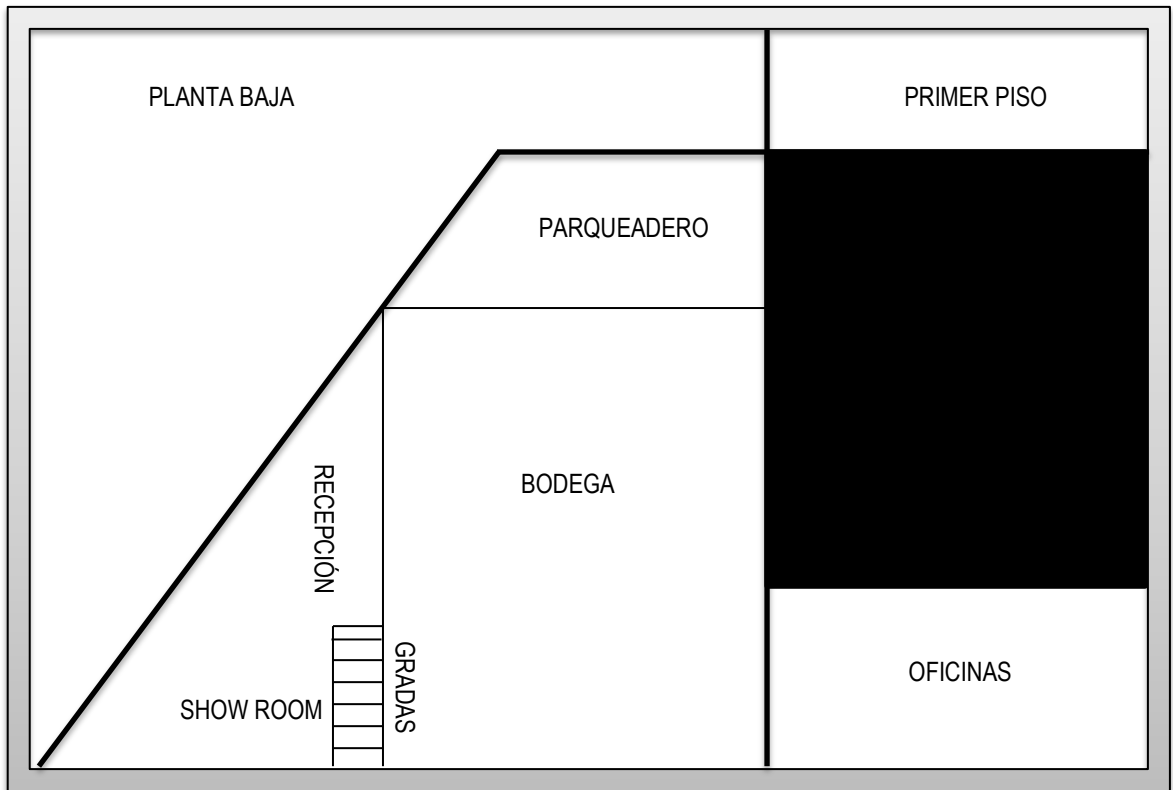 PLANTA BAJA
PRIMER PISO
PARQUEADERO
RECEPCIÓN
BODEGA
GRADAS
OFICINAS
SHOW ROOM